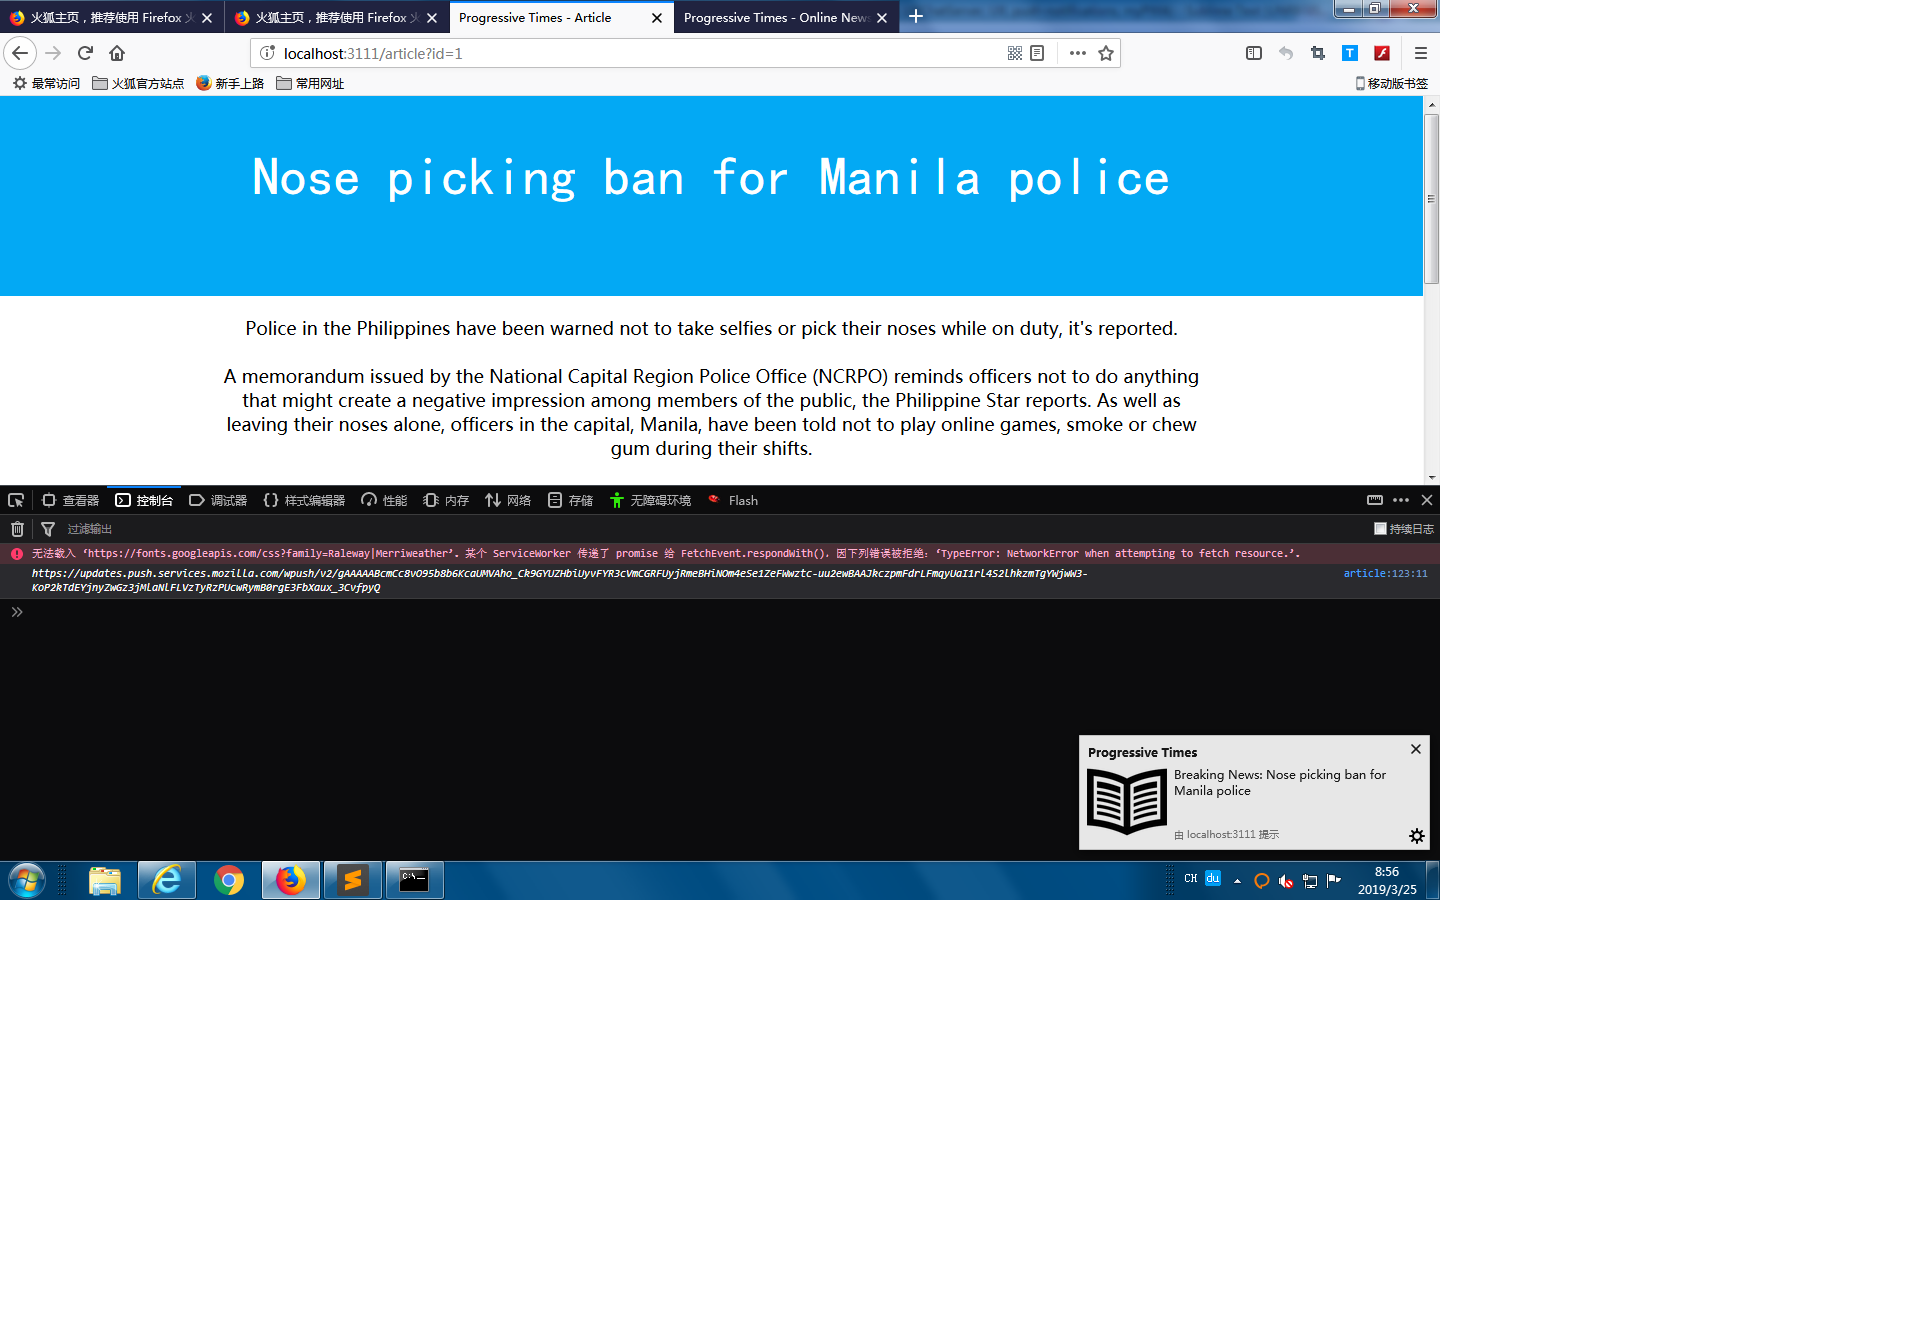 火狐主页，推荐使用 Firefox 火
火狐主页，推荐使用 Firefox 火
Progressive Times - Article
Progressive Times - Online News
localhost:3111/article?id=1
最常访问
火狐官方站点
新手上路
常用网址
移动版书签
Nose picking ban for Manila police
Police in the Philippines have been warned not to take selfies or pick their noses while on duty, it's reported.
A memorandum issued by the National Capital Region Police Office (NCRPO) reminds officers not to do anything
that might create a negative impression among members of the public, the Philippine Star reports. As well as
leaving their noses alone, officers in the capital, Manila, have been told not to play online games, smoke or chew
gum during their shifts.
查看器
控制台
调试器
样式编辑器
性能
内存
网络
存储
无障碍环境
Flash
过滤输出
持续日志
无法载入 ‘https://fonts.googleapis.com/css?family=Raleway|Merriweather’. 某个 ServiceWorker 传递了 promise 给 FetchEvent.respondWith(), 因下列错误被拒绝: ‘TypeError: NetworkError when attempting to fetch resource.’.
https://updates.push.services.mozilla.com/wpush/v2/gAAAAABcmCc8vO95b8b6KcaUMVAho_Ck9GYUZHbiUyvFYR3cVmCGRFUyjRmeBHiNOm4eSe1ZeFWwztc-uu2ewBAAJkczpmFdrLFmqyUaI1rl4S2lhkzmTgYWjwW3-
article:123:11
KoP2kTdEYjnyZwGz3jMlaNlFLVzTyRzPUcwRymB0rgE3FbXaux_3CvfpyQ
Progressive Times
Breaking News: Nose picking ban for
Manila police
由 localhost:3111 提示
C:\._
CH
du
8:56
2019/3/25